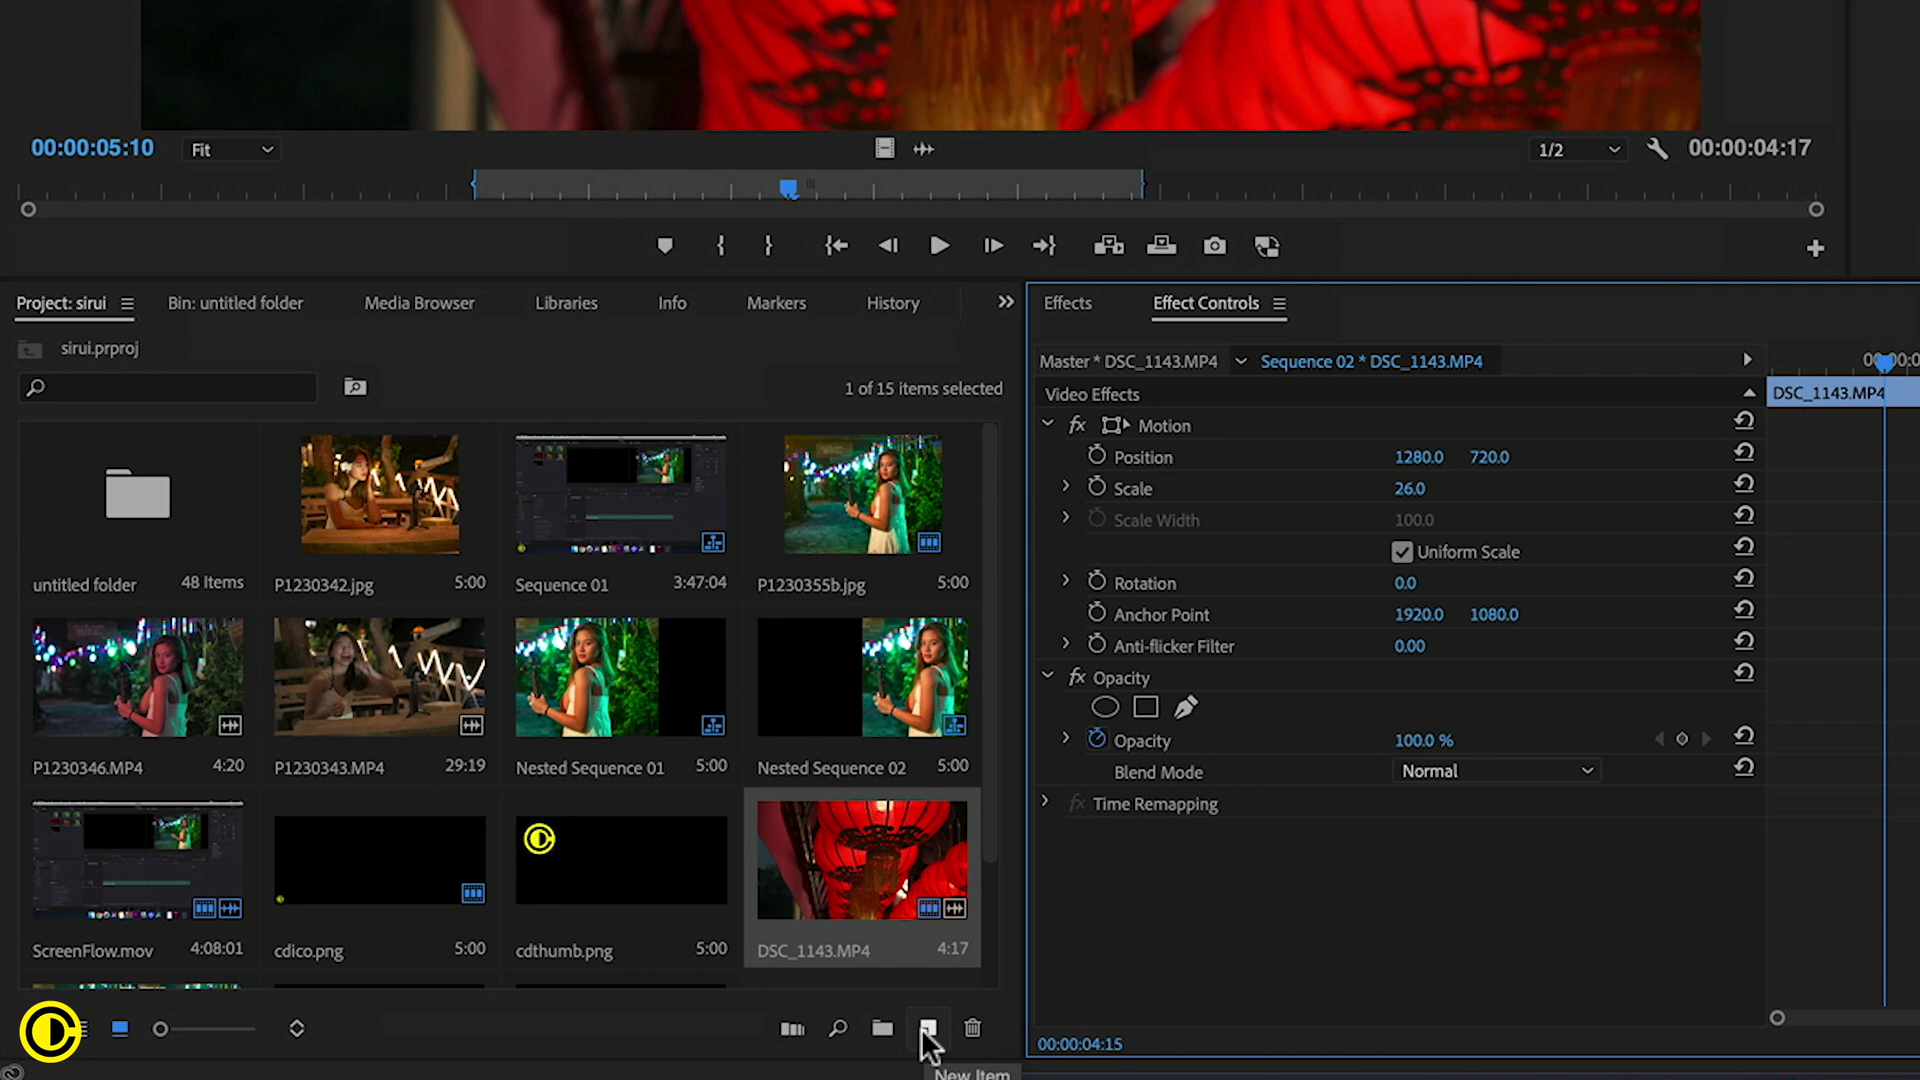 00:00:05:10
Fit
1/2
00:00:04:17
Project: sirui
Bin: untitled folder
Media Browser
Libraries
Info
Markers
History
sirui.prproj
1 of 15 items selected
untitled folder
48 Items
P1230342.jpg
5:00
Sequence 01
3:47:04
P1230355b.jpg
5:00
P1230346.MP4
4:20
P1230343.MP4
29:19
Nested Sequence 01
5:00
Nested Sequence 02
5:00
ScreenFlow.mov
4:08:01
cdico.png
5:00
cdthumb.png
5:00
DSC_1143.MP4
4:17
New Item
Effects
Effect Controls
Master * DSC_1143.MP4
Sequence 02 * DSC_1143.MP4
Video Effects
DSC_1143.MP4
fx Motion
Position 1280.0 720.0
Scale 26.0
Scale Width 100.0
Uniform Scale
Rotation 0.0
Anchor Point 1920.0 1080.0
Anti-flicker Filter 0.00
fx Opacity
Opacity 100.0 %
Blend Mode Normal
fx Time Remapping
00:00:04:15